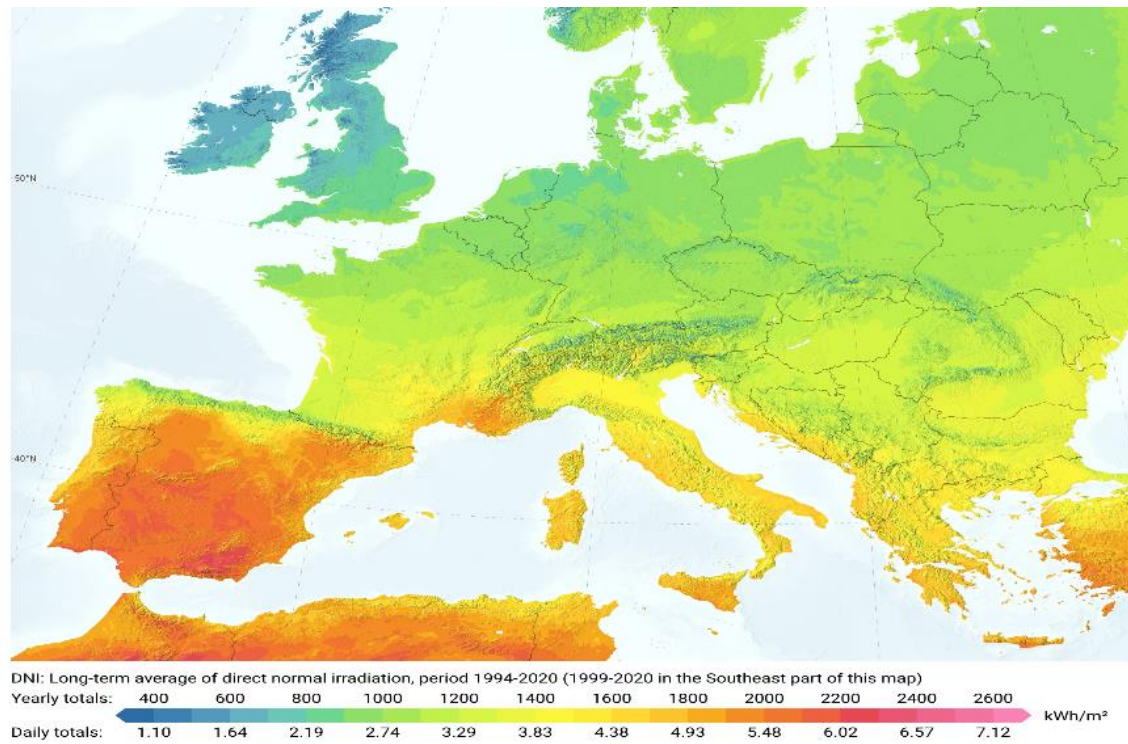 50°N
40°N
DNI: Long-term average of direct normal irradiation, period 1994-2020 (1999-2020 in the Southeast part of this map)
Yearly totals: 400 600 800 1000 1200 1400 1600 1800 2000 2200 2400 2600
kWh/m²
Daily totals: 1.10 1.64 2.19 2.74 3.29 3.83 4.38 4.93 5.48 6.02 6.57 7.12